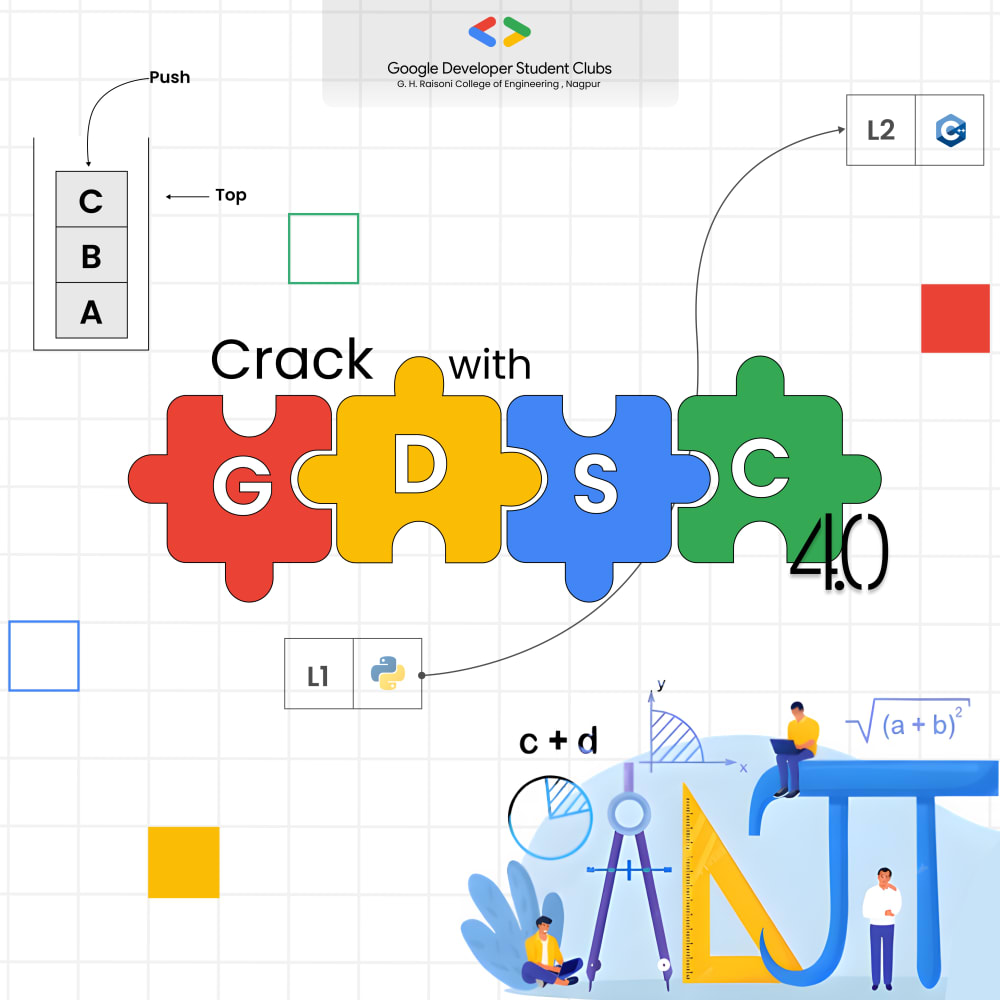 Google Developer Student Clubs
G. H. Raisoni College of Engineering , Nagpur
Push
L2
C++
C
Top
B
A
Crack with
G D S C
4.0
L1
y
c + d
x
√(a + b)²